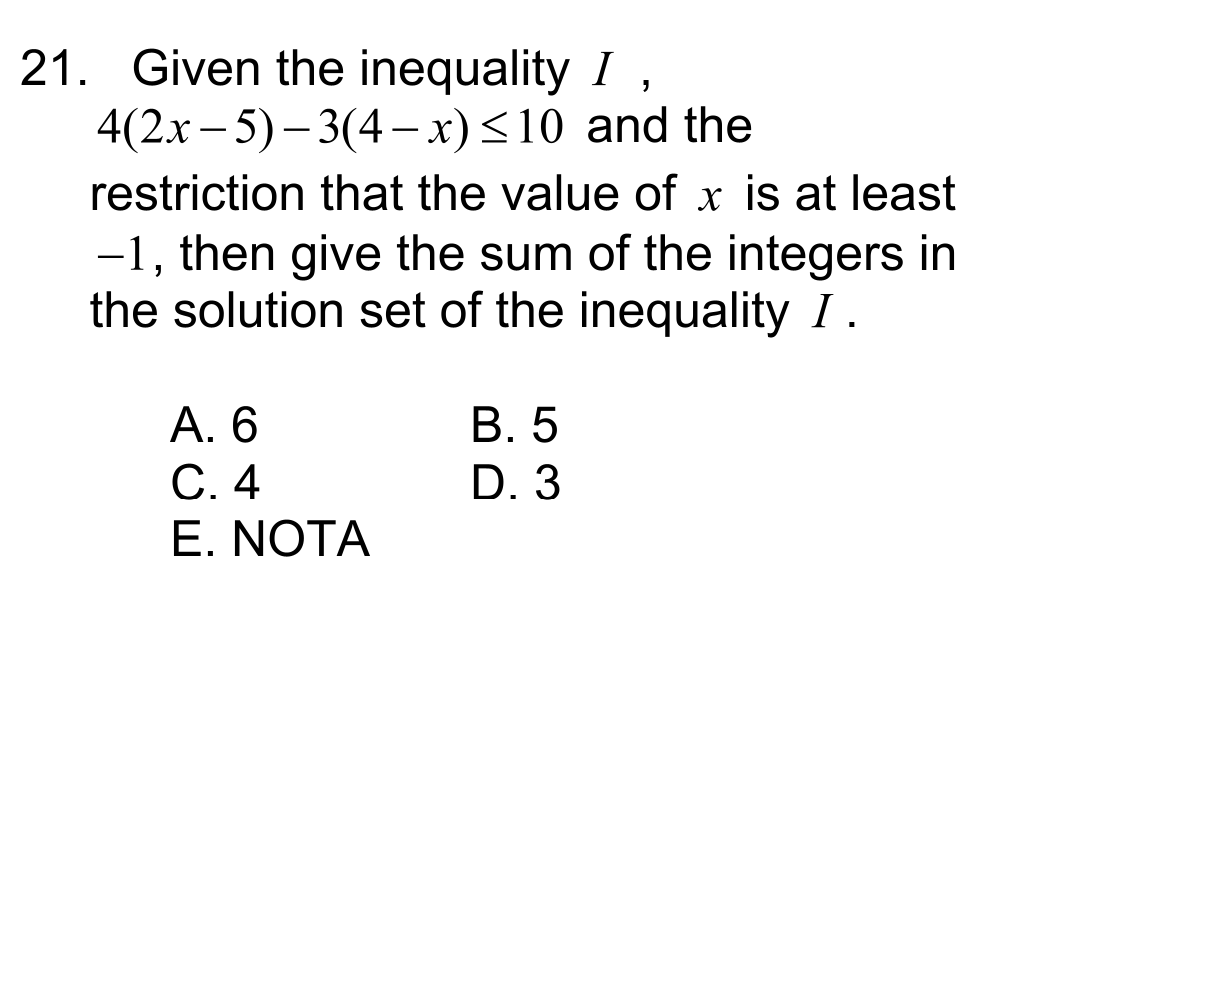 21. Given the inequality I ,
4(2x – 5) – 3(4 – x) ≤ 10 and the
restriction that the value of x is at least
–1, then give the sum of the integers in
the solution set of the inequality I .
A. 6 B. 5
C. 4 D. 3
E. NOTA